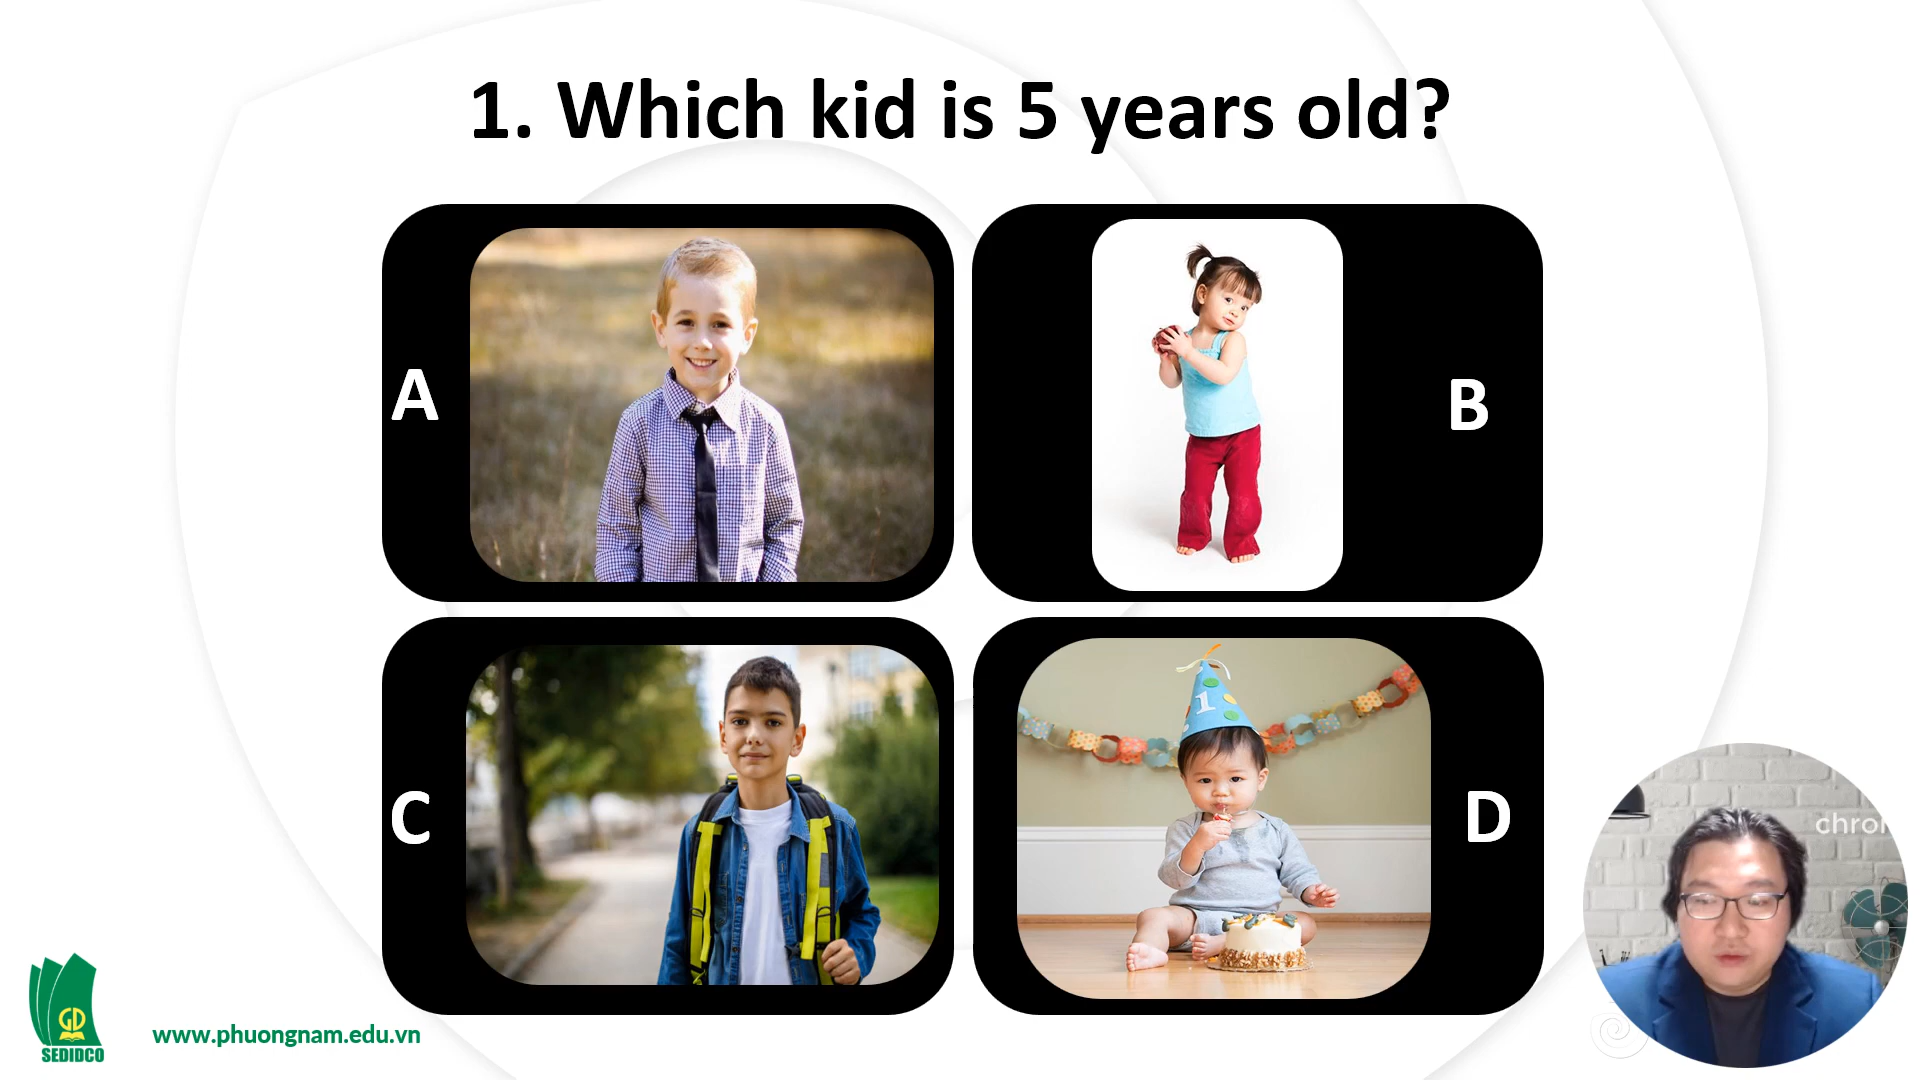 1. Which kid is 5 years old?
A
B
C
D
1
chro
GD
SEDIDCO
www.phuongnam.edu.vn